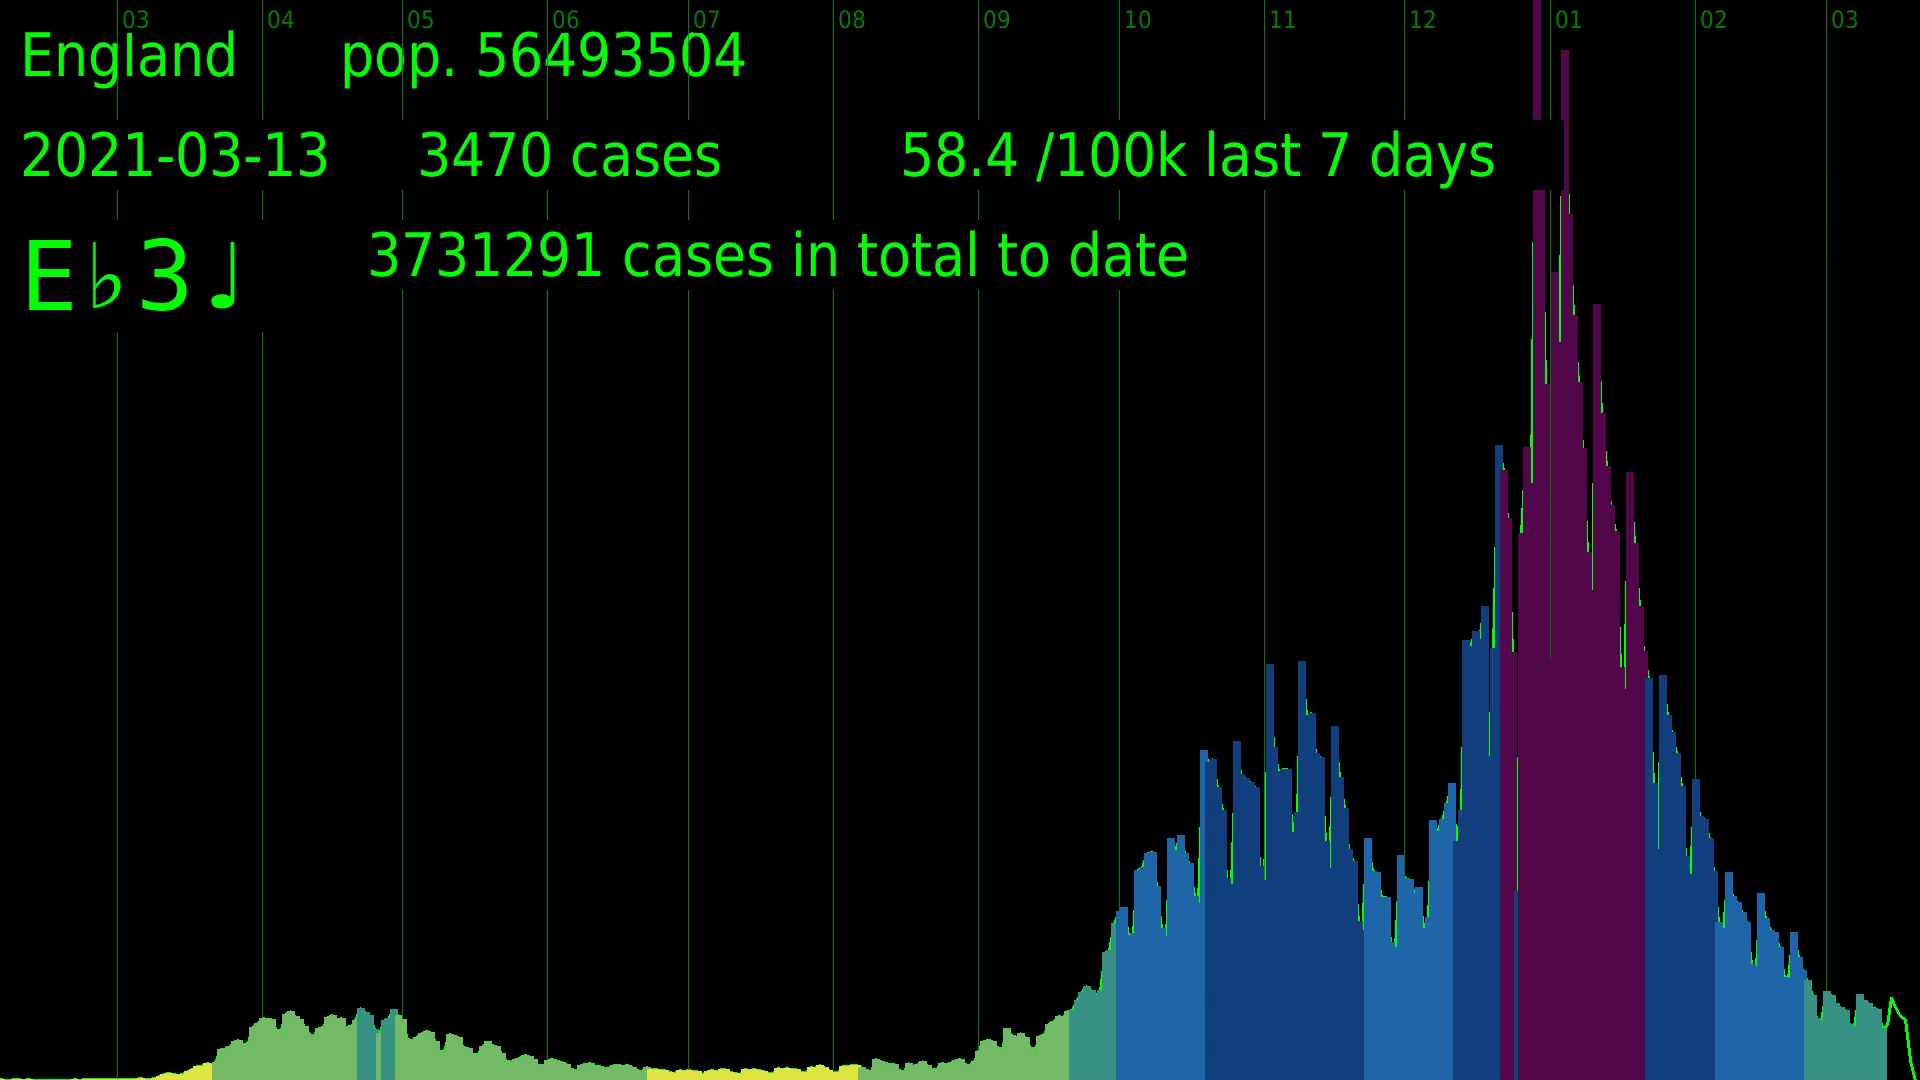 03 04 05 06 07 08 09 10 11 12 01 02 03
England pop. 56493504
2021-03-13 3470 cases 58.4 /100k last 7 days
E♭3♩ 3731291 cases in total to date